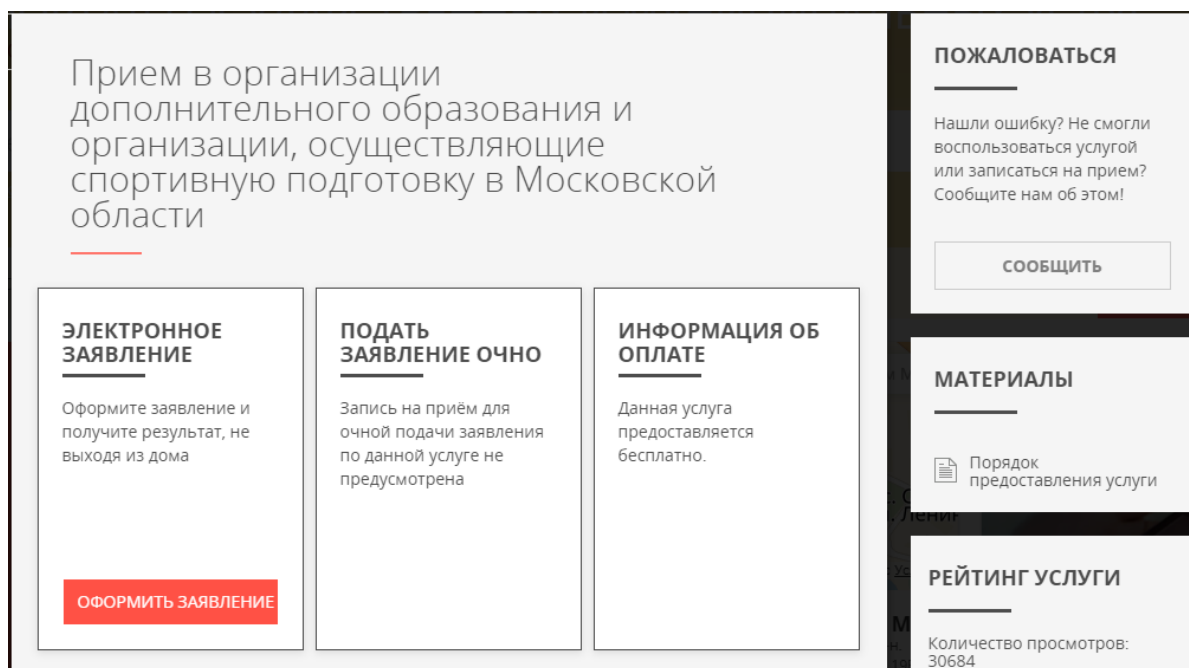 Прием в организации
дополнительного образования и
организации, осуществляющие
спортивную подготовку в Московской
области
ЭЛЕКТРОННОЕ
ЗАЯВЛЕНИЕ
Оформите заявление и
получите результат, не
выходя из дома
ОФОРМИТЬ ЗАЯВЛЕНИЕ
ПОДАТЬ
ЗАЯВЛЕНИЕ ОЧНО
Запись на приём для
очной подачи заявления
по данной услуге не
предусмотрена
ИНФОРМАЦИЯ ОБ
ОПЛАТЕ
Данная услуга
предоставляется
бесплатно.
ПОЖАЛОВАТЬСЯ
Нашли ошибку? Не смогли
воспользоваться услугой
или записаться на прием?
Сообщите нам об этом!
СООБЩИТЬ
МАТЕРИАЛЫ
Порядок
предоставления услуги
РЕЙТИНГ УСЛУГИ
Количество просмотров:
30684